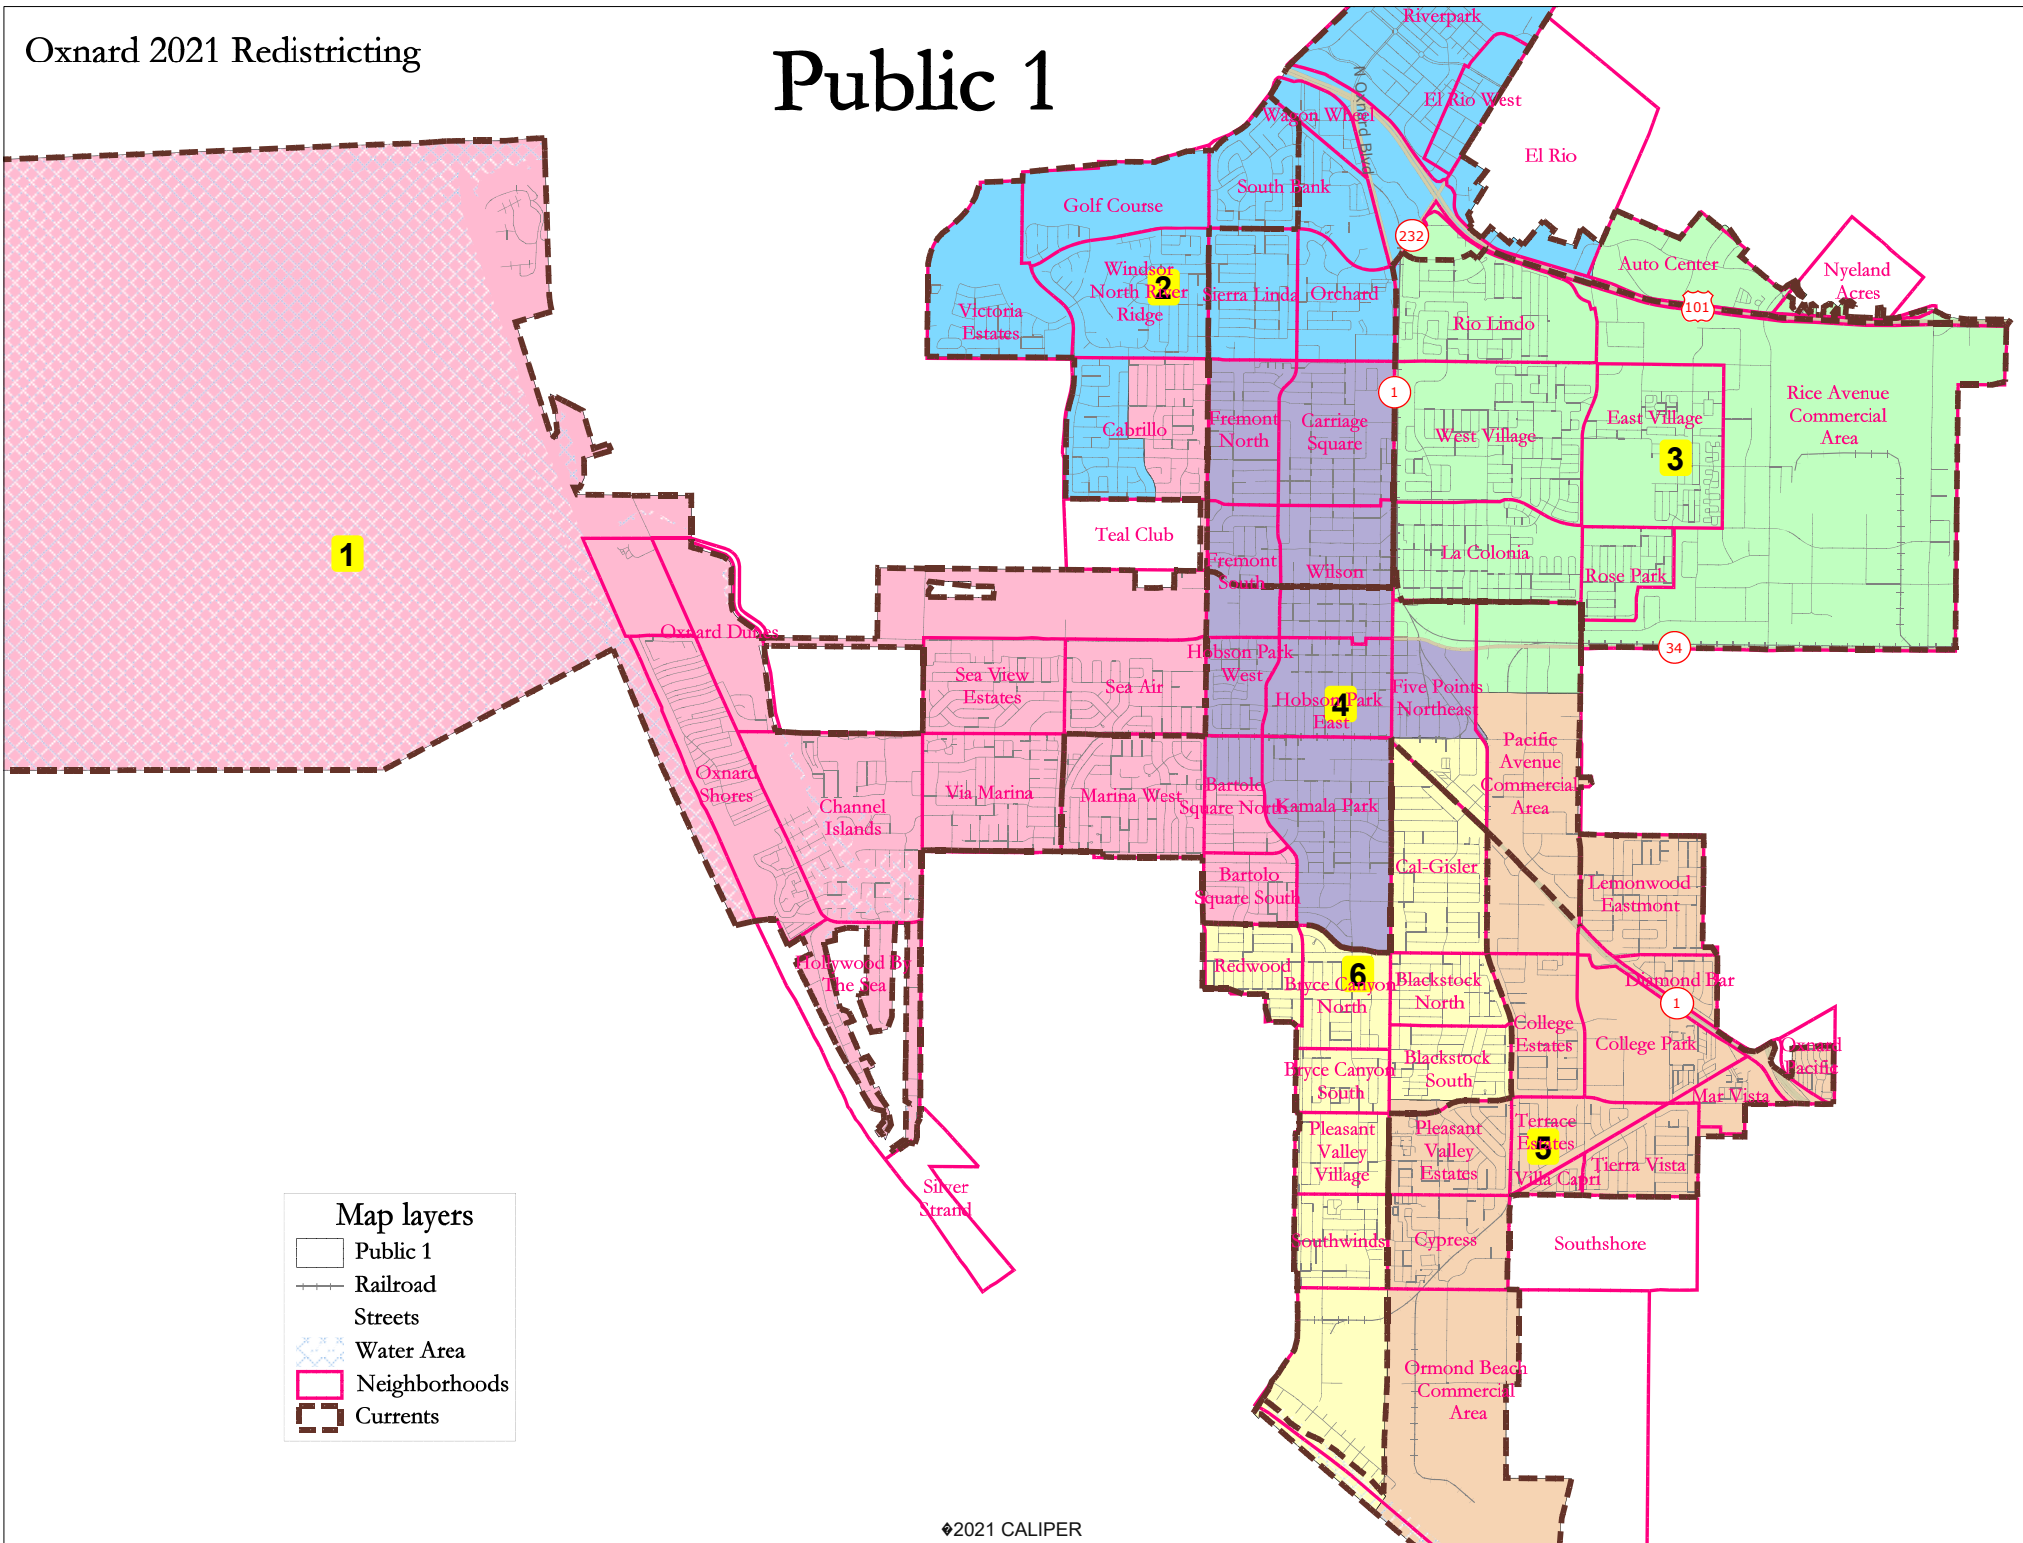 Oxnard 2021 Redistricting
Public 1
Riverpark
N Oxnard Blvd
El Rio West
Wagon Wheel
El Rio
South Bank
Golf Course
232
Auto Center
Nyeland
Acres
Windsor
North River
Ridge
2
Sierra Linda
Orchard
Victoria
Estates
101
Rio Lindo
1
Rice Avenue
Commercial
Area
Cabrillo
Fremont
North
Carriage
Square
West Village
East Village
3
Teal Club
1
Fremont
South
Wilson
La Colonia
Rose Park
Oxnard Dunes
34
Hobson Park
West
Sea View
Estates
Sea Air
Hobson Park
East
4
Five Points
Northeast
Pacific
Avenue
Commercial
Area
Oxnard
Shores
Channel
Islands
Via Marina
Marina West
Bartolo
Square North
Kamala Park
Cal-Gisler
Bartolo
Square South
Lemonwood
Eastmont
Hollywood By
The Sea
Redwood
6
Bryce Canyon
North
Blackstock
North
Diamond Bar
1
College
Estates
College Park
Oxnard
Pacific
Bryce Canyon
South
Blackstock
South
Mar Vista
Pleasant
Valley
Village
Pleasant
Valley
Estates
Terrace
Estates
5
Villa Capri
Tierra Vista
Silver
Strand
Southwinds
Cypress
Southshore
Ormond Beach
Commercial
Area
Map layers
Public 1
Railroad
Streets
Water Area
Neighborhoods
Currents
�2021 CALIPER